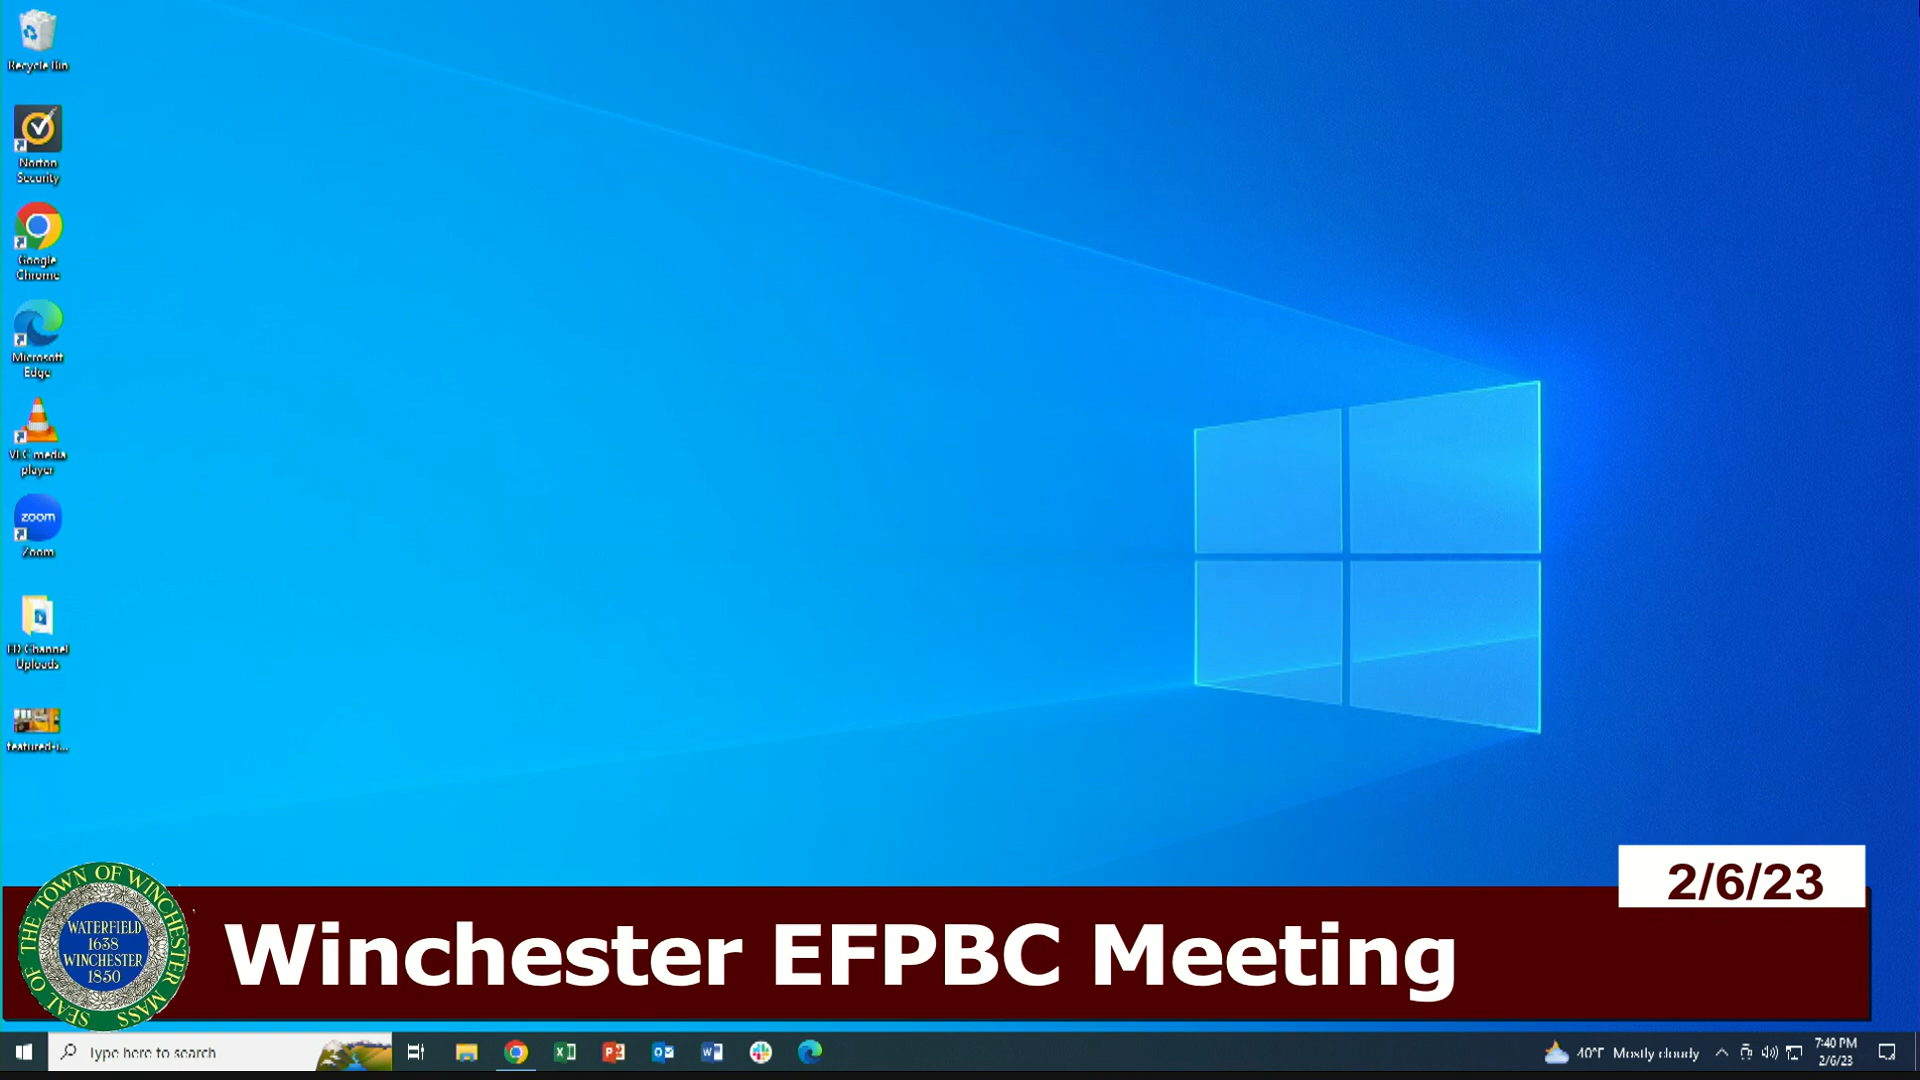 Recycle Bin
Norton
Security
Google
Chrome
Microsoft
Edge
VLC media
player
zoom
Zoom
Channel
Uploads
featured-i...
2/6/23
SEAL OF THE TOWN OF WINCHESTER MASS
WATERFIELD
1638
WINCHESTER
1850
Winchester EFPBC Meeting
Type here to search
40°F Mostly cloudy
7:40 PM
2/6/23